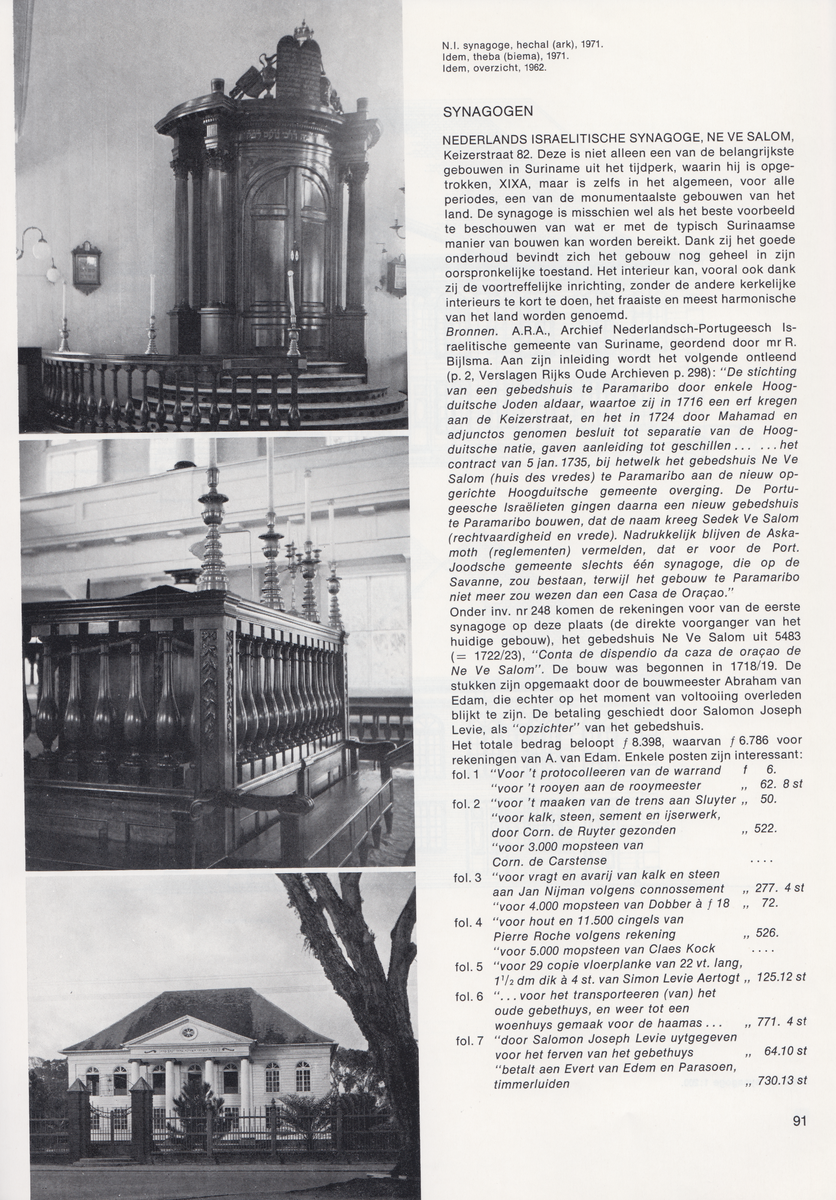 N.I. synagoge, hechal (ark), 1971.
Idem, theba (biema), 1971.
Idem, overzicht, 1962.
SYNAGOGEN
NEDERLANDS ISRAELITISCHE SYNAGOGE, NE VE SALOM,
Keizerstraat 82. Deze is niet alleen een van de belangrijkste
gebouwen in Suriname uit het tijdperk, waarin hij is opge-
trokken, XIXA, maar is zelfs in het algemeen, voor alle
periodes, een van de monumentaalste gebouwen van het
land. De synagoge is misschien wel als het beste voorbeeld
te beschouwen van wat er met de typisch Surinaamse
manier van bouwen kan worden bereikt. Dank zij het goede
onderhoud bevindt zich het gebouw nog geheel in zijn
oorspronkelijke toestand. Het interieur kan, vooral ook dank
zij de voortreffelijke inrichting, zonder de andere kerkelijke
interieurs te kort te doen, het fraaiste en meest harmonische
van het land worden genoemd.
Bronnen. A.R.A., Archief Nederlandsch-Portugeesch Is-
raelitische gemeente van Suriname, geordend door mr R.
Bijlsma. Aan zijn inleiding wordt het volgende ontleend
(p. 2, Verslagen Rijks Oude Archieven p. 298): "De stichting
van een gebedshuis te Paramaribo door enkele Hoog-
duitsche Joden aldaar, waartoe zij in 1716 een erf kregen
aan de Keizerstraat, en het in 1724 door Mahamad en
adjunctos genomen besluit tot separatie van de Hoog-
duitsche natie, gaven aanleiding tot geschillen... ...het
contract van 5 jan. 1735, bij hetwelk het gebedshuis Ne Ve
Salom (huis des vredes) te Paramaribo aan de nieuw op-
gerichte Hoogduitsche gemeente overging. De Portu-
geesche Israëlieten gingen daarna een nieuw gebedshuis
te Paramaribo bouwen, dat de naam kreeg Sedek Ve Salom
(rechtvaardigheid en vrede). Nadrukkelijk blijven de Aska-
moth (reglementen) vermelden, dat er voor de Port.
Joodsche gemeente slechts één synagoge, die op de
Savanne, zou bestaan, terwijl het gebouw te Paramaribo
niet meer zou wezen dan een Casa de Oraçao."
Onder inv. nr 248 komen de rekeningen voor van de eerste
synagoge op deze plaats (de direkte voorganger van het
huidige gebouw), het gebedshuis Ne Ve Salom uit 5483
(= 1722/23), "Conta de dispendio da caza de oraçao de
Ne Ve Salom". De bouw was begonnen in 1718/19. De
stukken zijn opgemaakt door de bouwmeester Abraham van
Edam, die echter op het moment van voltooiing overleden
blijkt te zijn. De betaling geschiedt door Salomon Joseph
Levie, als "opzichter" van het gebedshuis.
Het totale bedrag beloopt ƒ 8.398, waarvan ƒ 6.786 voor
rekeningen van A. van Edam. Enkele posten zijn interessant:
fol. 1 "Voor 't protocolleeren van de warrand f 6.
"voor 't rooyen aan de rooymeester „ 62. 8 st
fol. 2 "voor 't maaken van de trens aan Sluyter „ 50.
"voor kalk, steen, sement en ijserwerk,
door Corn. de Ruyter gezonden „ 522.
"voor 3.000 mopsteen van
Corn. de Carstense ....
fol. 3 "voor vragt en avarij van kalk en steen
aan Jan Nijman volgens connossement „ 277. 4 st
"voor 4.000 mopsteen van Dobber à ƒ 18 „ 72.
fol. 4 "voor hout en 11.500 cingels van
Pierre Roche volgens rekening „ 526.
"voor 5.000 mopsteen van Claes Kock ....
fol. 5 "voor 29 copie vloerplanke van 22 vt. lang,
1 1/2 dm dik à 4 st. van Simon Levie Aertogt „ 125.12 st
fol. 6 "...voor het transporteeren (van) het
oude gebethuys, en weer tot een
woenhuys gemaak voor de haamas... „ 771. 4 st
fol. 7 "door Salomon Joseph Levie uytgegeven
voor het ferven van het gebethuys „ 64.10 st
"betalt aen Evert van Edem en Parasoen,
timmerluiden „ 730.13 st
91